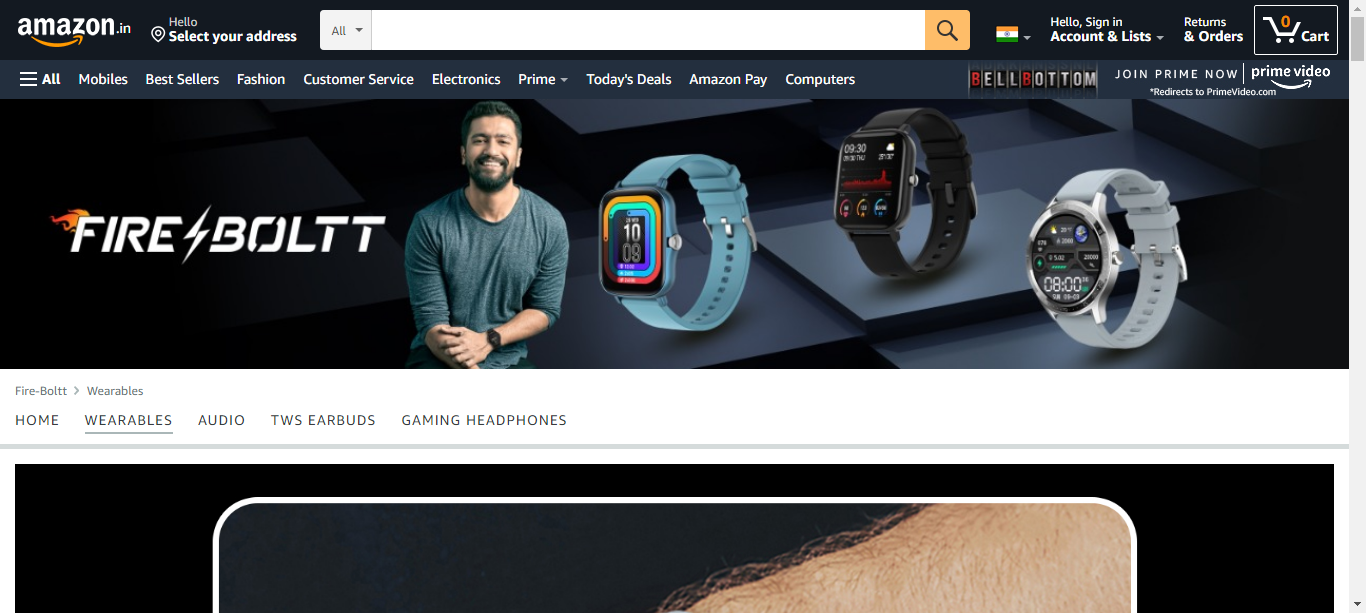 amazon.in
Hello
Select your address
All
Hello, Sign in
Account & Lists
Returns
& Orders
0
Cart
All
Mobiles
Best Sellers
Fashion
Customer Service
Electronics
Prime
Today's Deals
Amazon Pay
Computers
BELLBOTTOM
JOIN PRIME NOW
prime video
*Redirects to PrimeVideo.com
FIRE BOLTT
10
09
09:30
08:00
Fire-Boltt
Wearables
HOME
WEARABLES
AUDIO
TWS EARBUDS
GAMING HEADPHONES